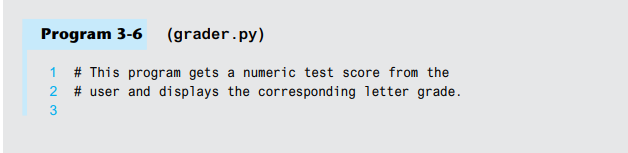 Program 3-6 (grader.py)
1 # This program gets a numeric test score from the
2 # user and displays the corresponding letter grade.
3